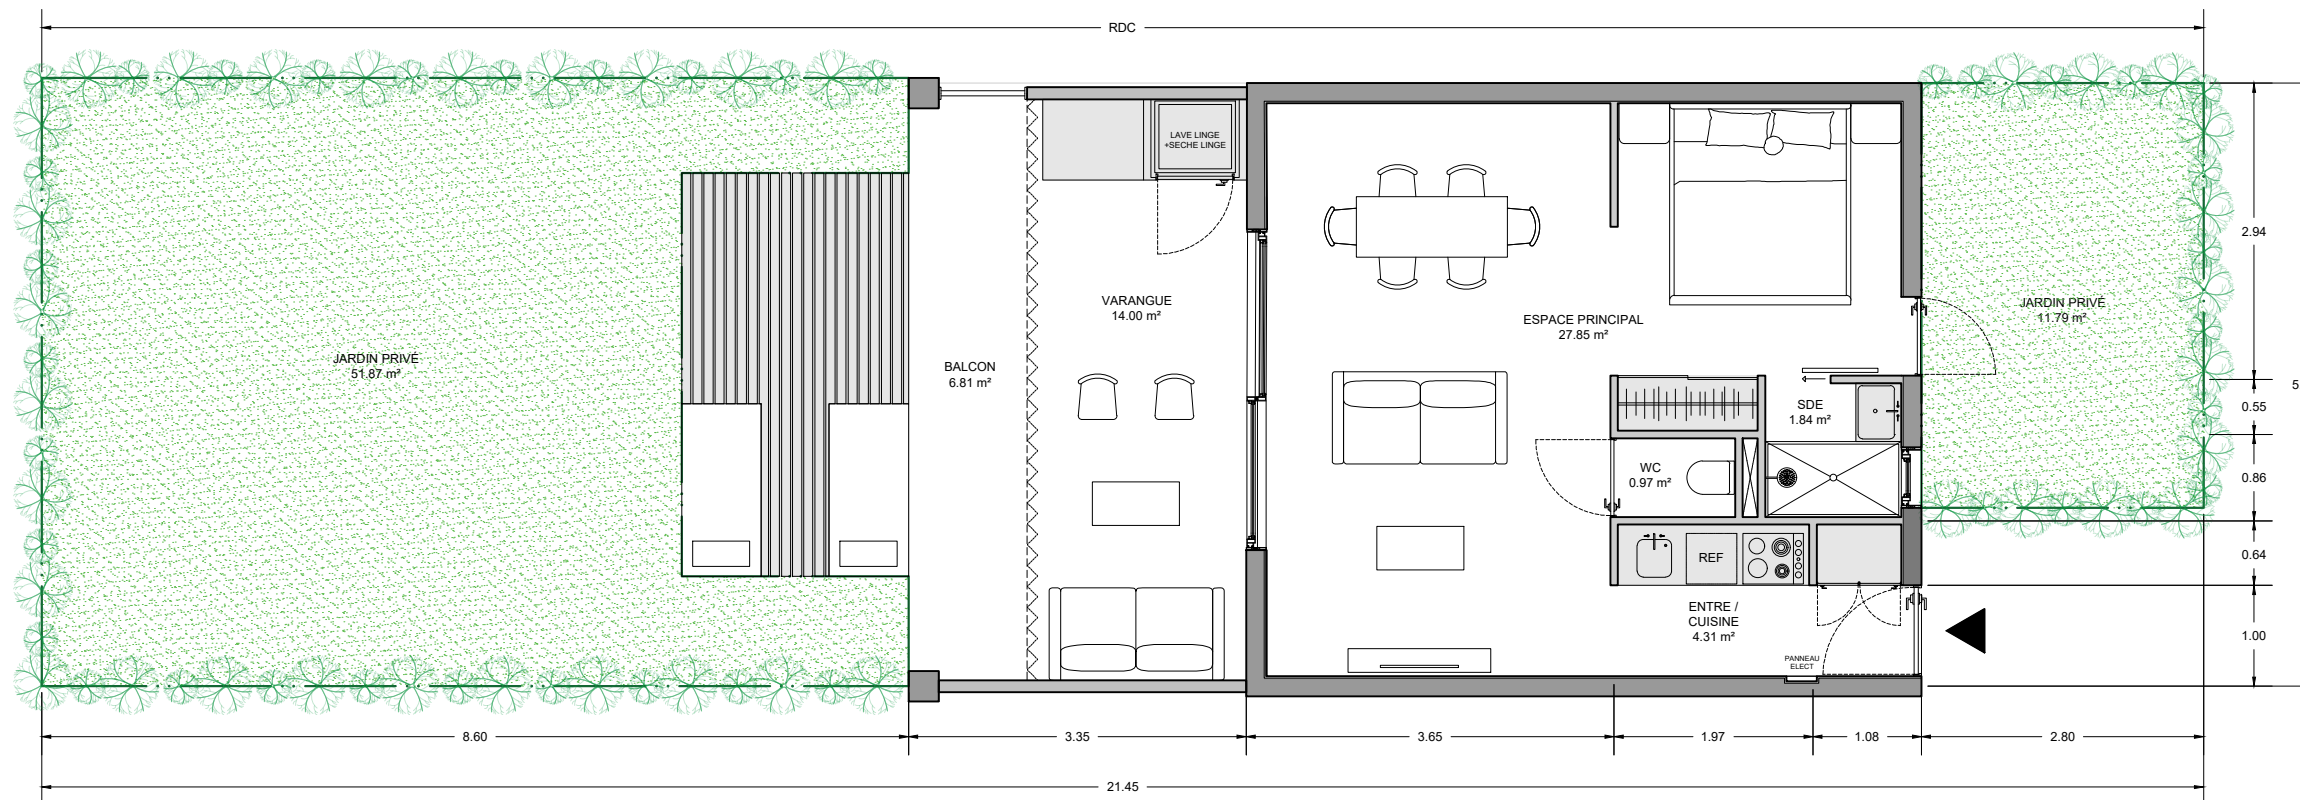 RDC
LAVE LINGE
+SECHE LINGE
2.94
VARANGUE
14.00 m²
ESPACE PRINCIPAL
27.85 m²
JARDIN PRIVÉ
11.79 m²
JARDIN PRIVÉ
51.87 m²
BALCON
6.81 m²
5
SDE
1.84 m²
0.55
WC
0.97 m²
0.86
REF
0.64
ENTRE /
CUISINE
4.31 m²
1.00
PANNEAU
ELECT
8.60
3.35
3.65
1.97
1.08
2.80
21.45